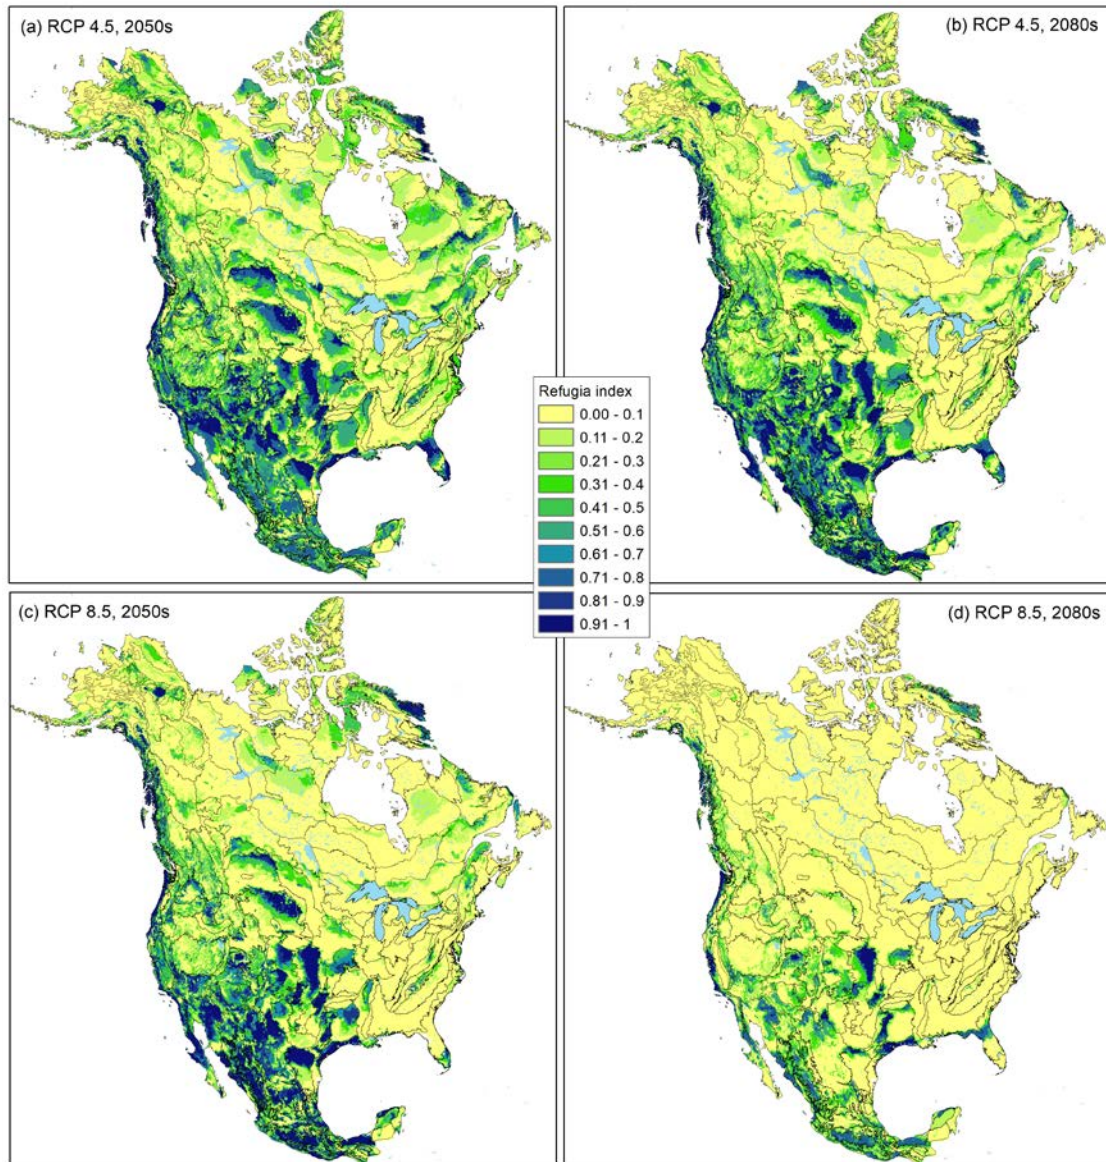 (a) RCP 4.5, 2050s
(b) RCP 4.5, 2080s
Refugia index
0.00 - 0.1
0.11 - 0.2
0.21 - 0.3
0.31 - 0.4
0.41 - 0.5
0.51 - 0.6
0.61 - 0.7
0.71 - 0.8
0.81 - 0.9
0.91 - 1
(c) RCP 8.5, 2050s
(d) RCP 8.5, 2080s